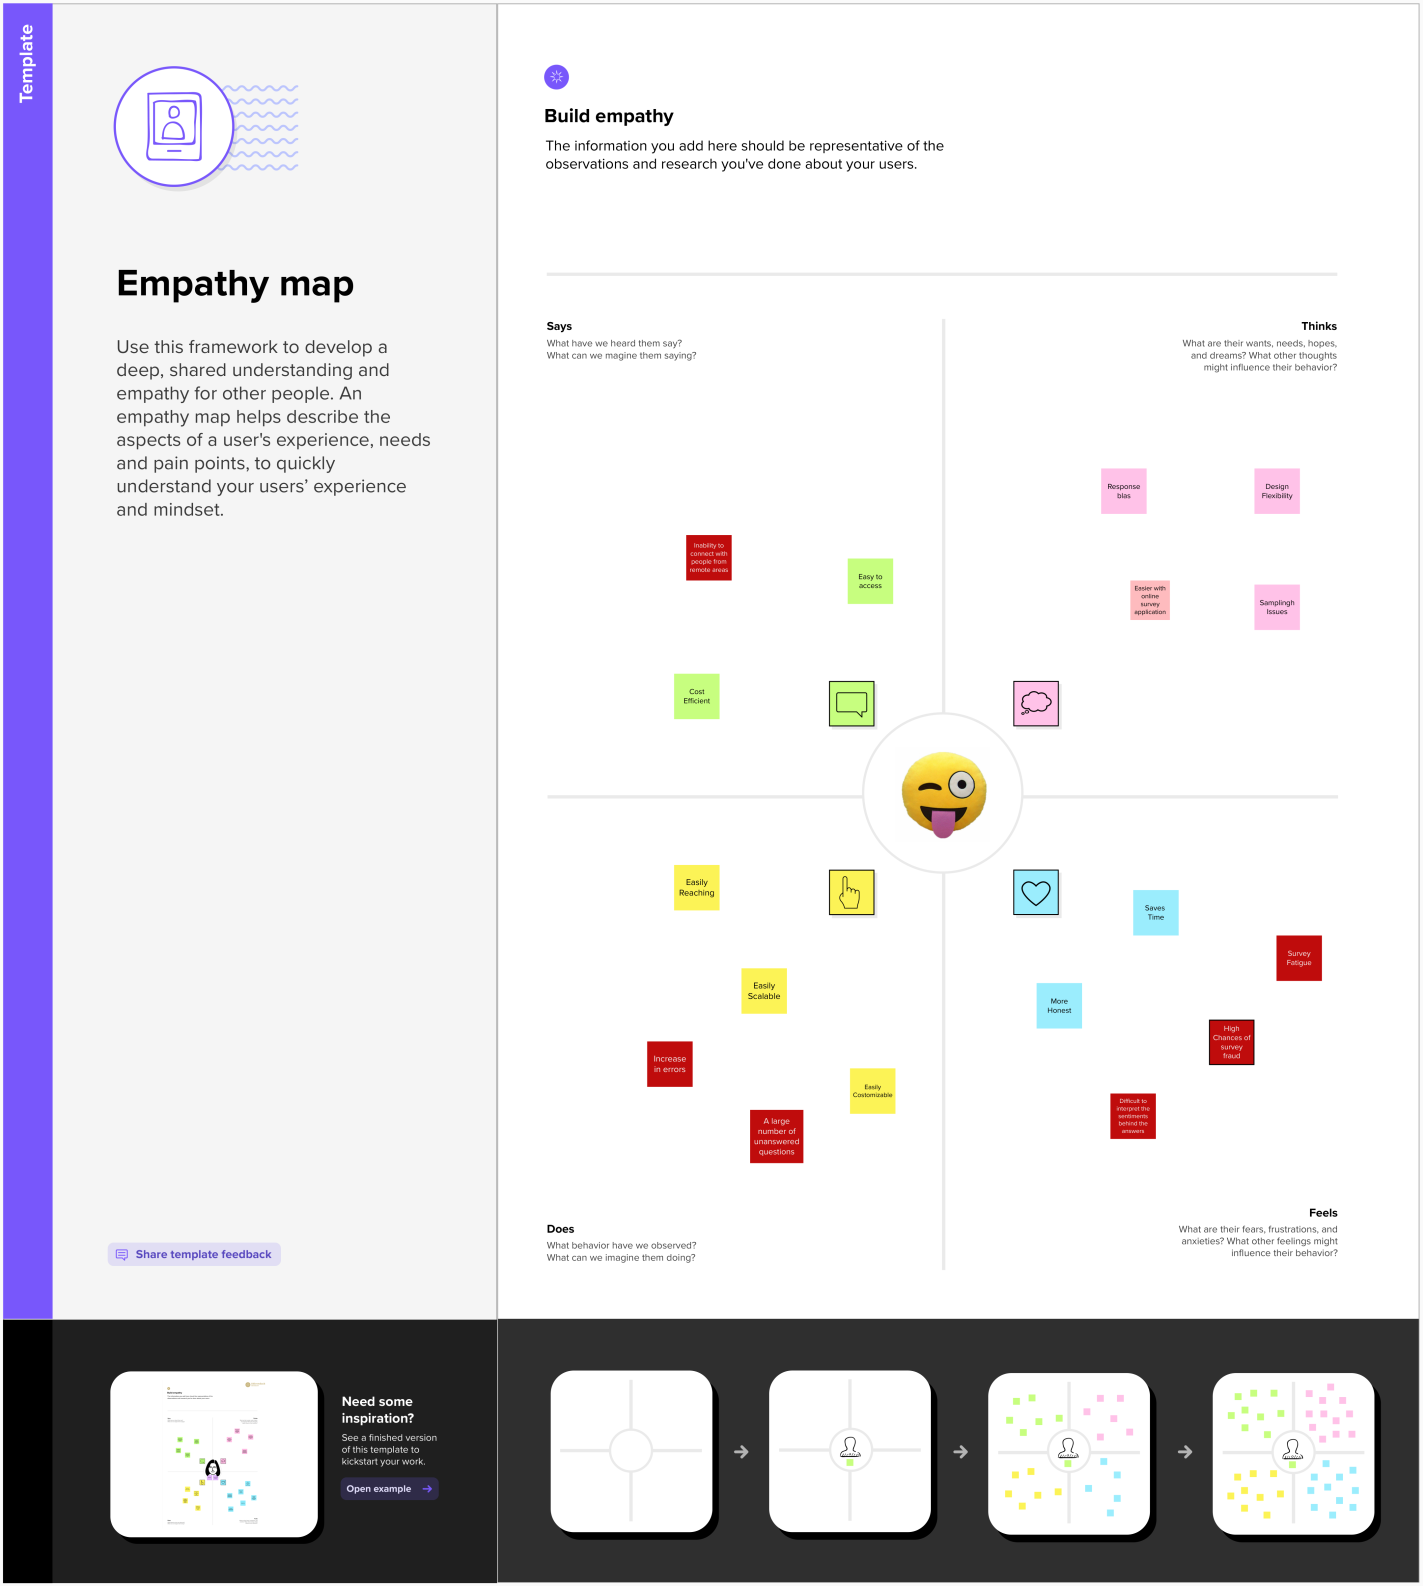 Template
Empathy map
Use this framework to develop a
deep, shared understanding and
empathy for other people. An
empathy map helps describe the
aspects of a user's experience, needs
and pain points, to quickly
understand your users’ experience
and mindset.
Share template feedback
Build empathy
The information you add here should be representative of the
observations and research you've done about your users.
Says
What have we heard them say?
What can we magine them saying?
Thinks
What are their wants, needs, hopes,
and dreams? What other thoughts
might influence their behavior?
Inability to
connect with
people from
remote areas
Easy to
access
Cost
Efficient
Response
bIas
Design
Flexibility
Easier with
online
survey
application
Samplingh
Issues
Easily
Reaching
Easily
Scalable
Increase
in errors
Easily
Costomizable
A large
number of
unanswered
questions
Saves
Time
Survey
Fatigue
More
Honest
High
Chances of
survey
fraud
Difficult to
interpret the
sentiments
behind the
answers
Does
What behavior have we observed?
What can we imagine them doing?
Feels
What are their fears, frustrations, and
anxieties? What other feelings might
influence their behavior?
Need some
inspiration?
See a finished version
of this template to
kickstart your work.
Open example